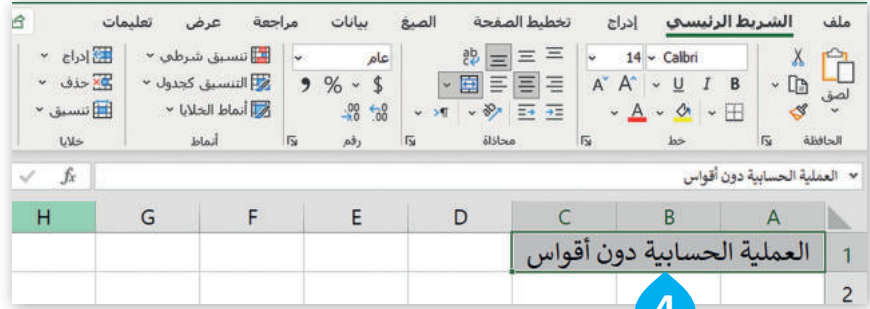 ملف الشريط الرئيسي إدراج تخطيط الصفحة الصيغ بيانات مراجعة عرض تعليمات
لصق
الحافظة
Calibri 14
B I U A^ A˅
A
خط
محاذاة
عام
$ % 9
.00 .0
رقم
تنسيق شرطي
التنسيق كجدول
أنماط الخلايا
أنماط
إدراج
حذف
تنسيق
خلايا
العملية الحسابية دون أقواس fx
A B C D E F G H
1 العملية الحسابية دون أقواس
2
4